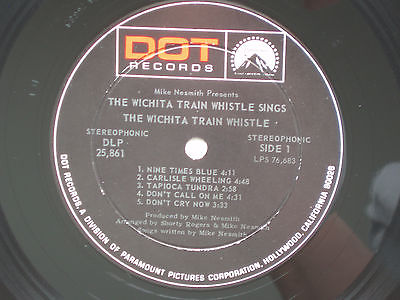 DOT
RECORDS
Mike Nesmith Presents
THE WICHITA TRAIN WHISTLE SINGS
THE WICHITA TRAIN WHISTLE
STEREOPHONIC
DLP
25,861
STEREOPHONIC
SIDE 1
LPS 76,683
1. NINE TIMES BLUE 4:11
2. CARLISLE WHEELING 4:48
3. TAPIOCA TUNDRA 2:58
4. DON'T CALL ON ME 4:31
5. DON'T CRY NOW 3:33
Produced by Mike Nesmith
Arranged by Shorty Rogers & Mike Nesmith
Songs written by Mike Nesmith
DOT RECORDS, A DIVISION OF PARAMOUNT PICTURES CORPORATION, HOLLYWOOD, CALIFORNIA 90028